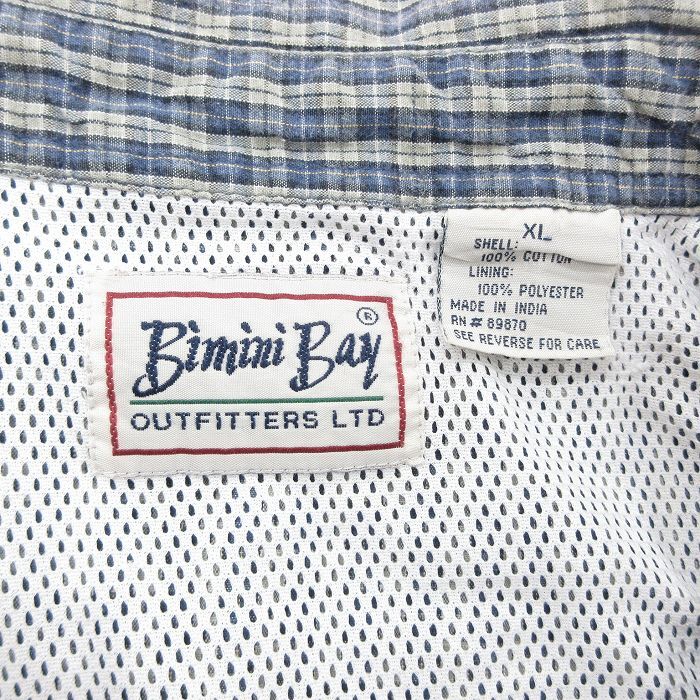 Bimini Bay ®
OUTFITTERS LTD
XL
SHELL:
100% COTTON
LINING:
100% POLYESTER
MADE IN INDIA
RN# 89870
SEE REVERSE FOR CARE